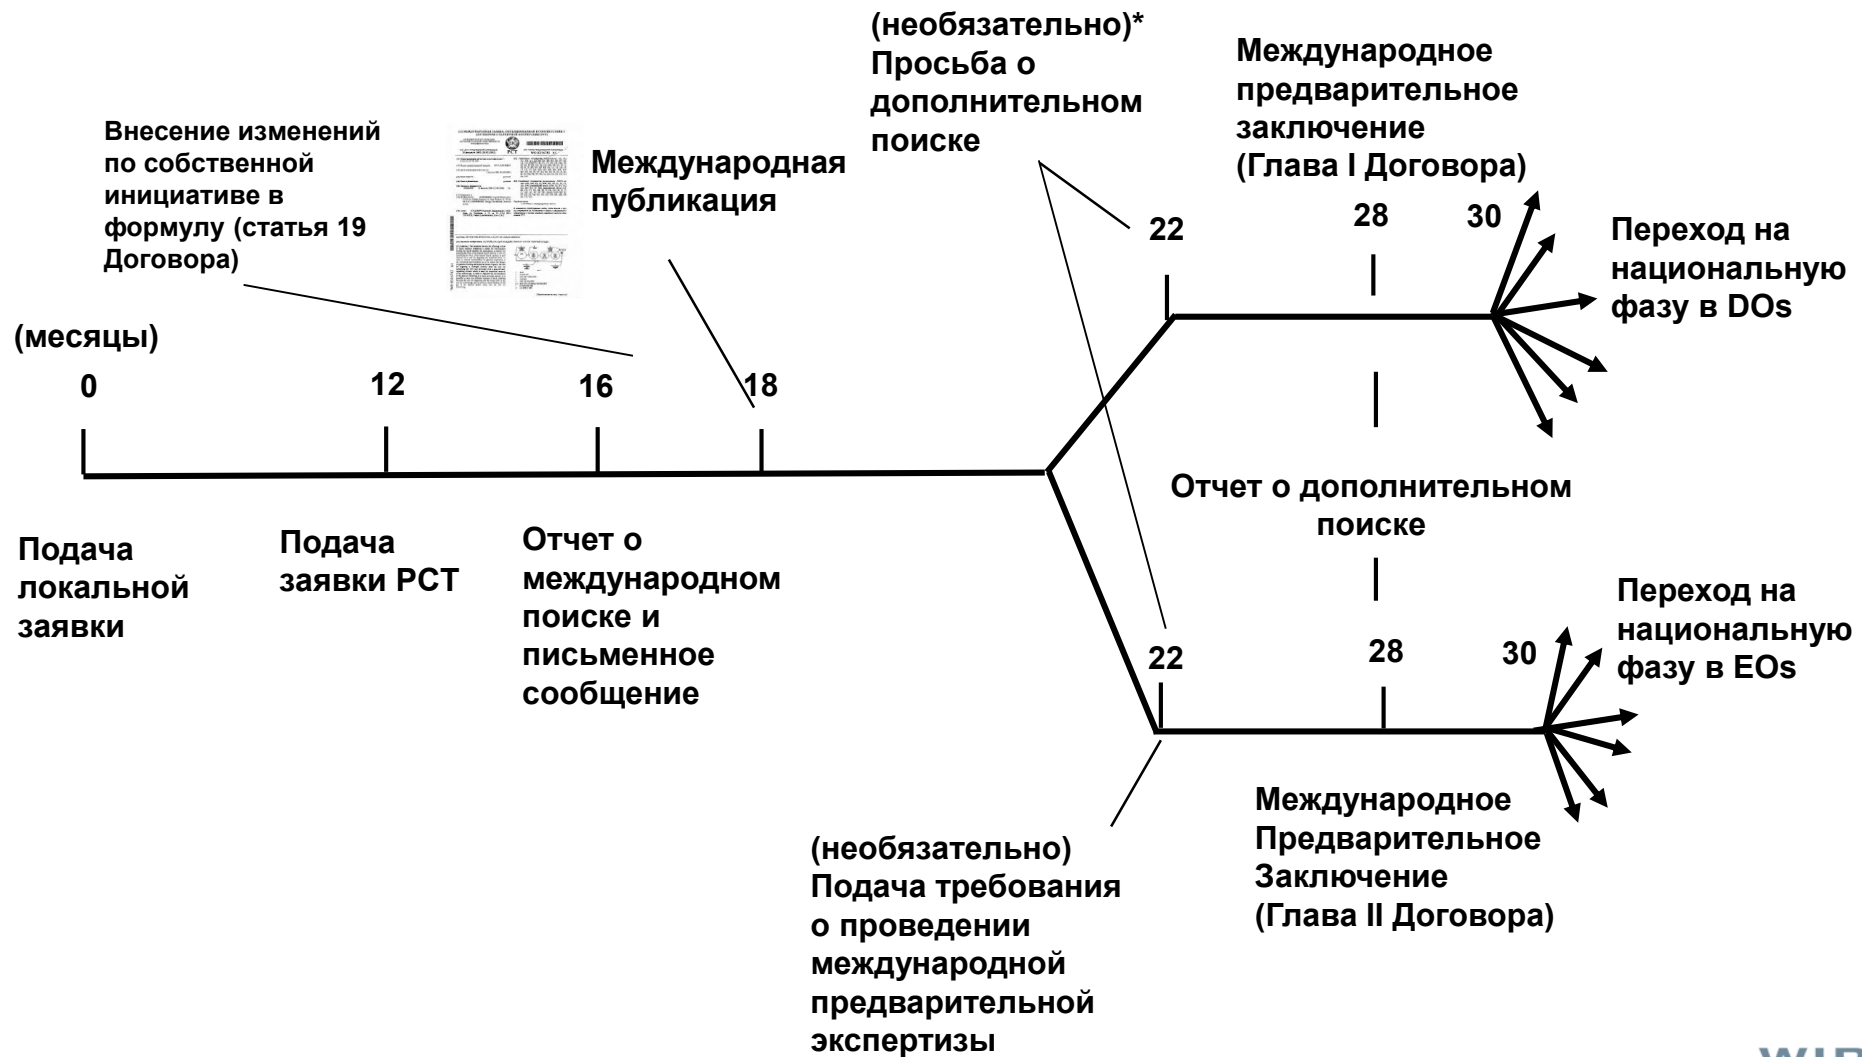 (необязательно)*
Просьба о
дополнительном
поиске
Международное
предварительное
заключение
(Глава I Договора)
Внесение изменений
по собственной
инициативе в
формулу (статья 19
Договора)
Международная
публикация
22
28
30
Переход на
национальную
фазу в DOs
(месяцы)
0
12
16
18
Отчет о дополнительном
поиске
Подача
локальной
заявки
Подача
заявки PCT
Отчет о
международном
поиске и
письменное
сообщение
22
28
30
Переход на
национальную
фазу в EOs
(необязательно)
Подача требования
о проведении
международной
предварительной
экспертизы
Международное
Предварительное
Заключение
(Глава II Договора)